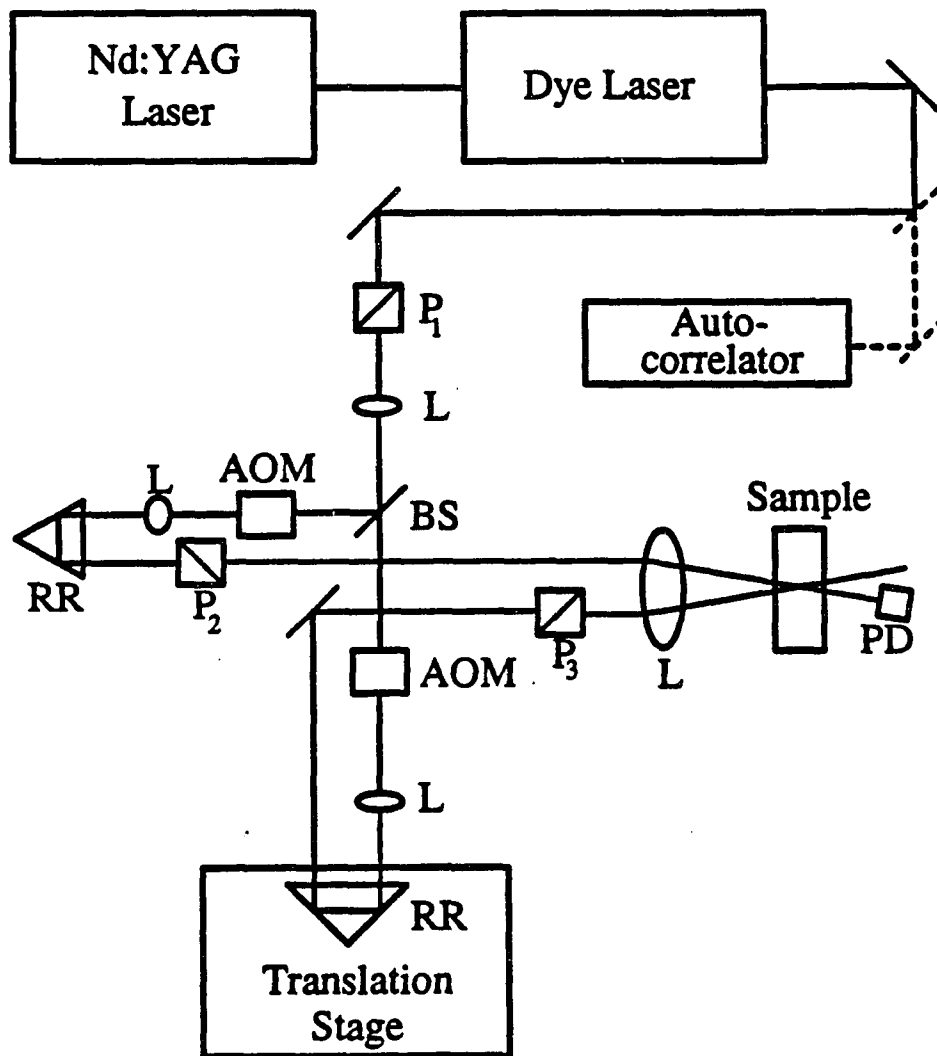 Nd:YAG
Laser
Dye Laser
P1
Auto-
correlator
L
L
AOM
BS
Sample
RR
P2
P3
L
PD
AOM
L
RR
Translation
Stage